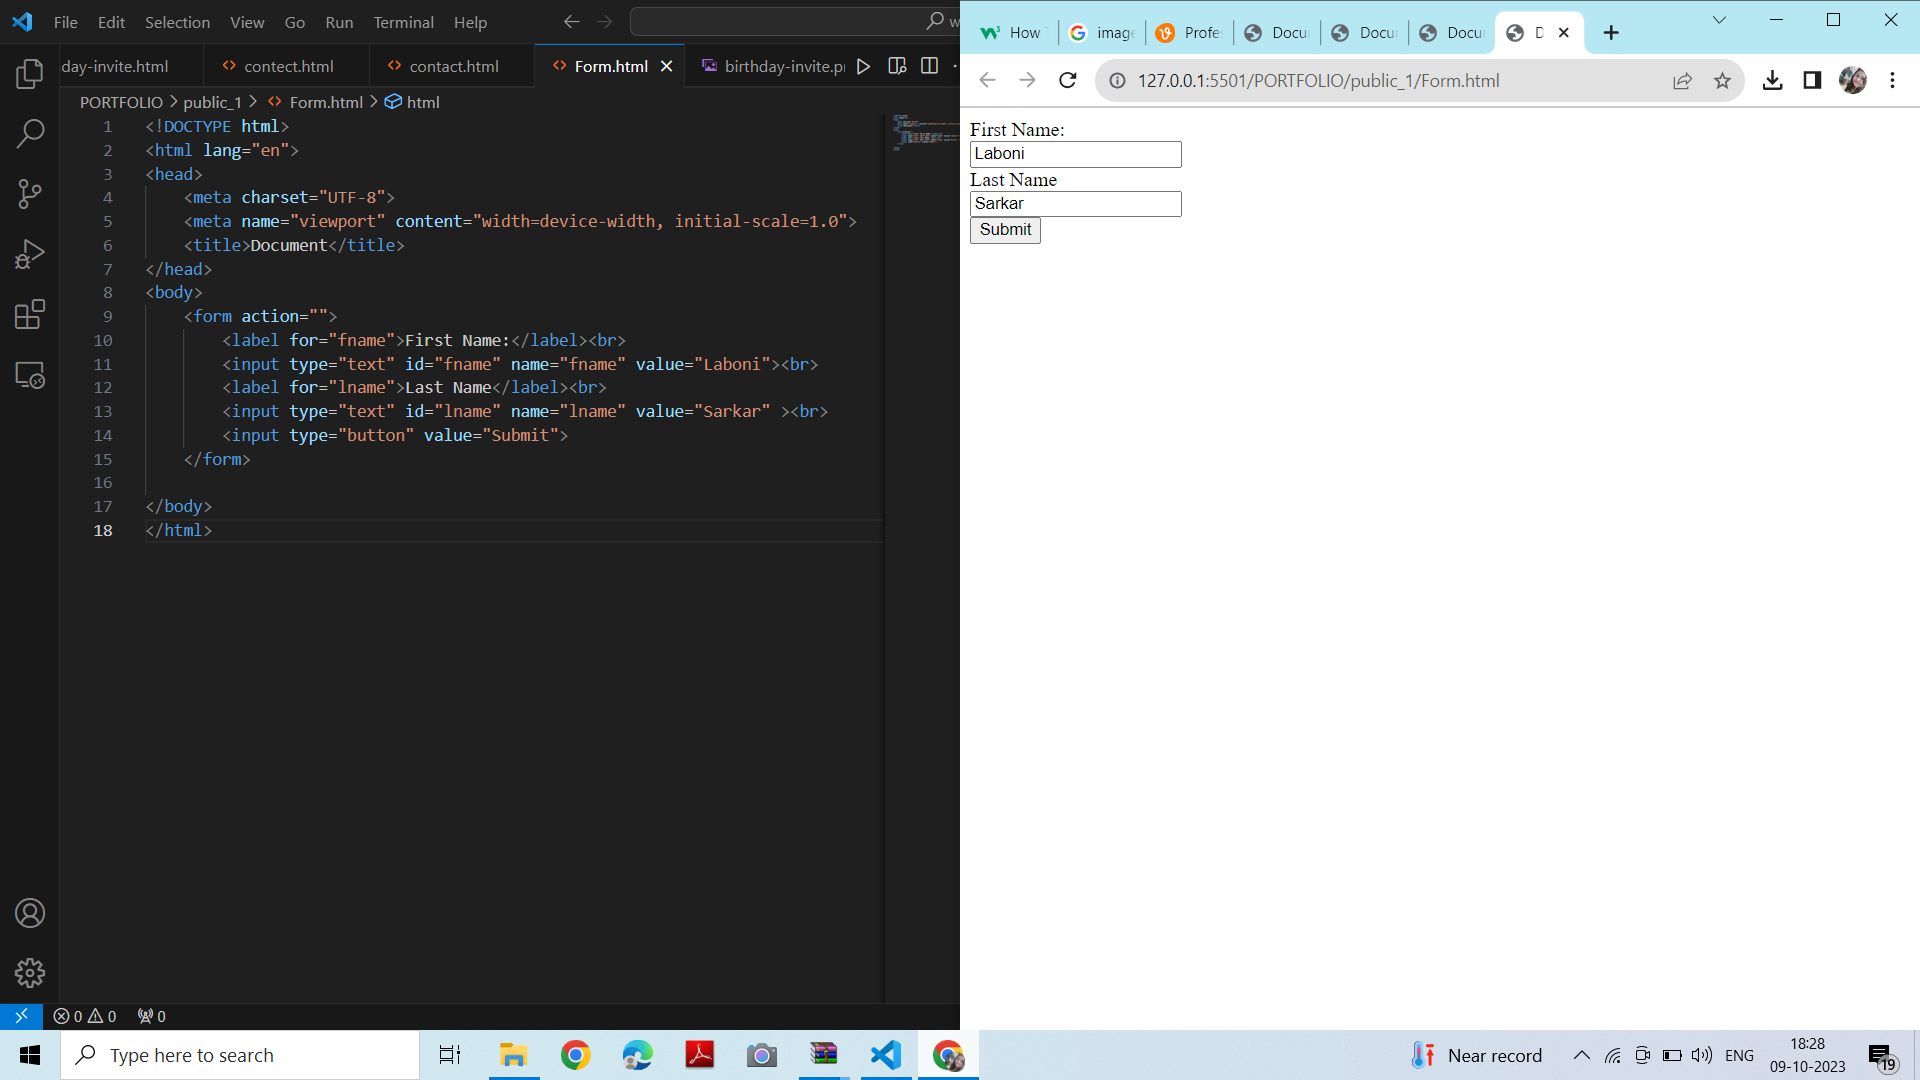 File Edit Selection View Go Run Terminal Help
day-invite.html contect.html contact.html Form.html birthday-invite.p
PORTFOLIO > public_1 > Form.html > html
1 <!DOCTYPE html>
2 <html lang="en">
3 <head>
4 <meta charset="UTF-8">
5 <meta name="viewport" content="width=device-width, initial-scale=1.0">
6 <title>Document</title>
7 </head>
8 <body>
9 <form action="">
10 <label for="fname">First Name:</label><br>
11 <input type="text" id="fname" name="fname" value="Laboni"><br>
12 <label for="lname">Last Name</label><br>
13 <input type="text" id="lname" name="lname" value="Sarkar" ><br>
14 <input type="button" value="Submit">
15 </form>
16
17 </body>
18 </html>
0 0 0
How image Profe Docu Docu Docu D
127.0.0.1:5501/PORTFOLIO/public_1/Form.html
First Name:
Laboni
Last Name
Sarkar
Submit
Type here to search
Near record
ENG
18:28
09-10-2023
19